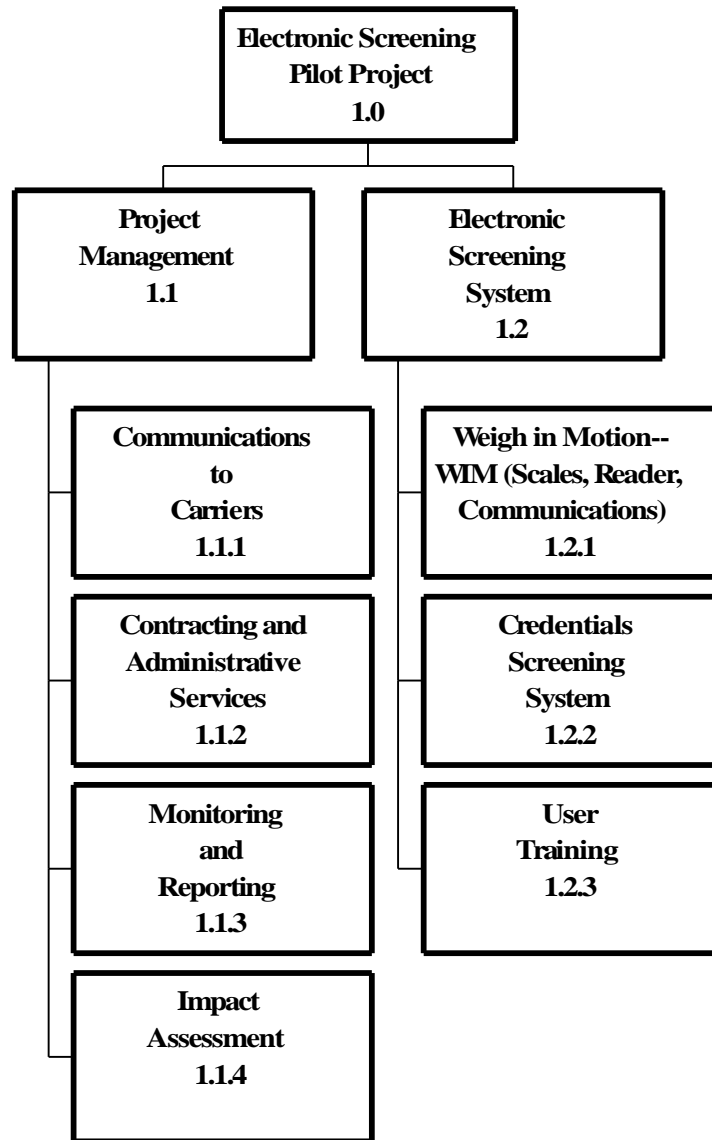 Electronic Screening
Pilot Project
1.0
Project
Management
1.1
Electronic
Screening
System
1.2
Communications
to
Carriers
1.1.1
Contracting and
Administrative
Services
1.1.2
Monitoring
and
Reporting
1.1.3
Impact
Assessment
1.1.4
Weigh in Motion--
WIM (Scales, Reader,
Communications)
1.2.1
Credentials
Screening
System
1.2.2
User
Training
1.2.3